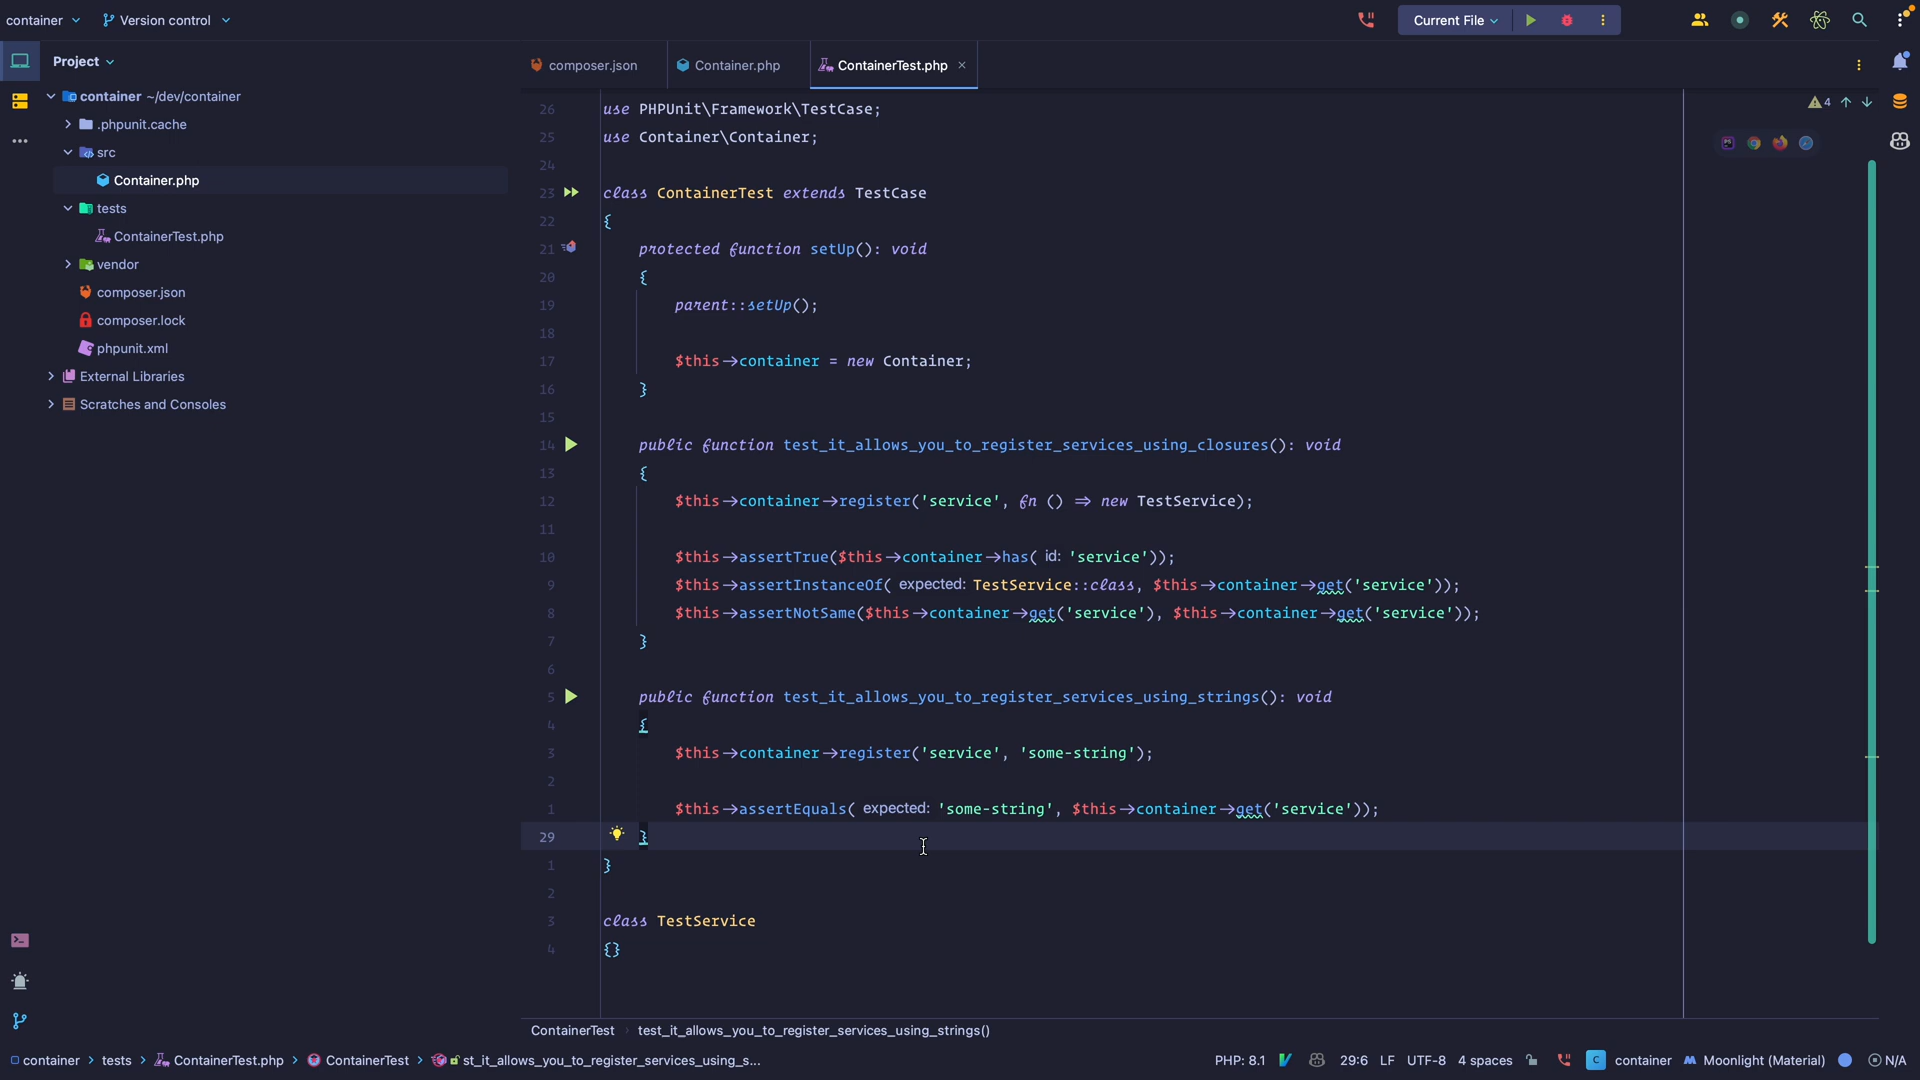 container
Version control
Current File
Project
composer.json
Container.php
ContainerTest.php
container ~/dev/container
.phpunit.cache
src
Container.php
tests
ContainerTest.php
vendor
composer.json
composer.lock
phpunit.xml
External Libraries
Scratches and Consoles
4
26 use PHPUnit\Framework\TestCase;
25 use Container\Container;
24
23 class ContainerTest extends TestCase
22 {
21 protected function setUp(): void
20 {
19 parent::setUp();
18
17 $this->container = new Container;
16 }
15
14 public function test_it_allows_you_to_register_services_using_closures(): void
13 {
12 $this->container->register('service', fn () => new TestService);
11
10 $this->assertTrue($this->container->has( id: 'service'));
9 $this->assertInstanceOf( expected: TestService::class, $this->container->get('service'));
8 $this->assertNotSame($this->container->get('service'), $this->container->get('service'));
7 }
6
5 public function test_it_allows_you_to_register_services_using_strings(): void
4 {
3 $this->container->register('service', 'some-string');
2
1 $this->assertEquals( expected: 'some-string', $this->container->get('service'));
29 }
1 }
2
3 class TestService
4 {}
ContainerTest > test_it_allows_you_to_register_services_using_strings()
container > tests > ContainerTest.php > ContainerTest > st_it_allows_you_to_register_services_using_s...
PHP: 8.1
29:6 LF UTF-8 4 spaces
C container
Moonlight (Material)
N/A